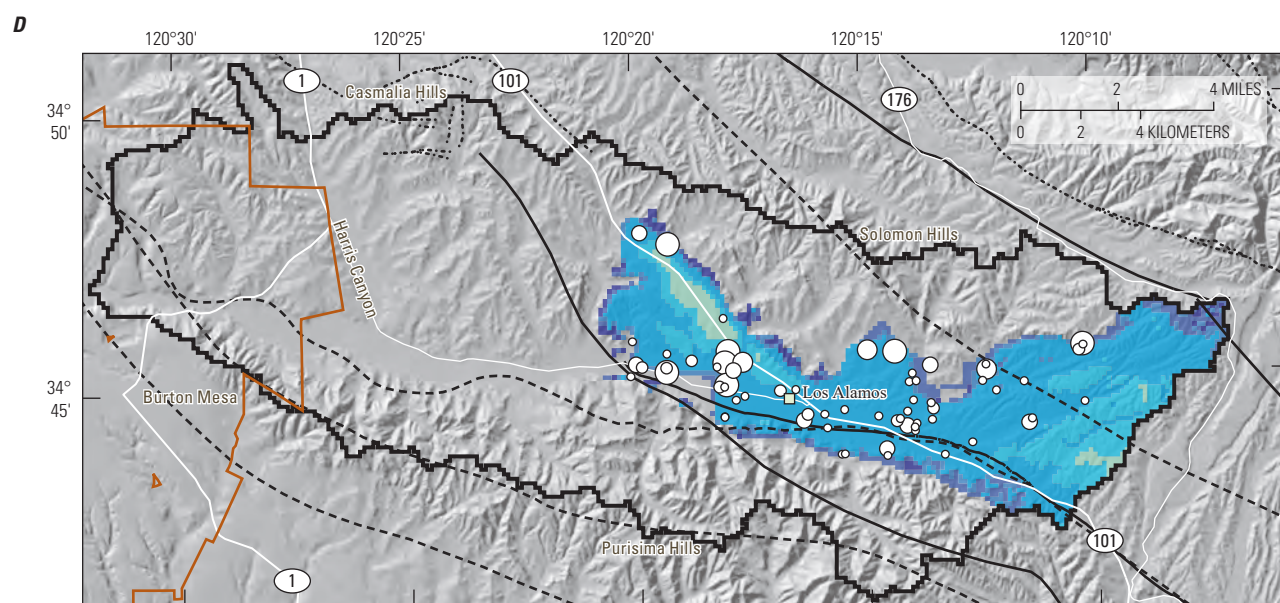 D
120°30' 120°25' 120°20' 120°15' 120°10'
34°
50'
1
Casmalia Hills
101
176
0 2 4 MILES
0 2 4 KILOMETERS
Harris Canyon
Solomon Hills
34°
45'
Burton Mesa
Los Alamos
Purisima Hills
101
1